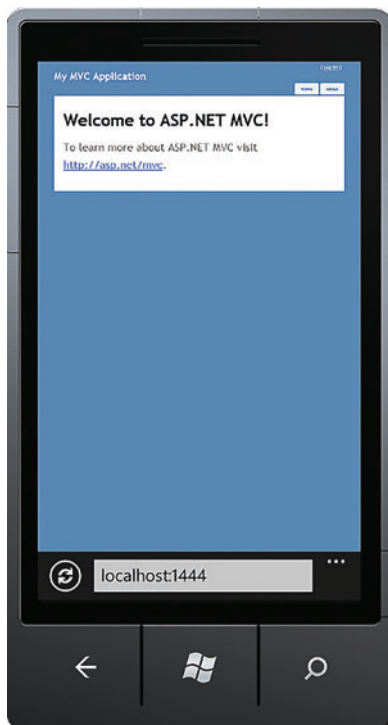 My MVC Application
Welcome to ASP.NET MVC!
To learn more about ASP.NET MVC visit
http://asp.net/mvc.
localhost:1444